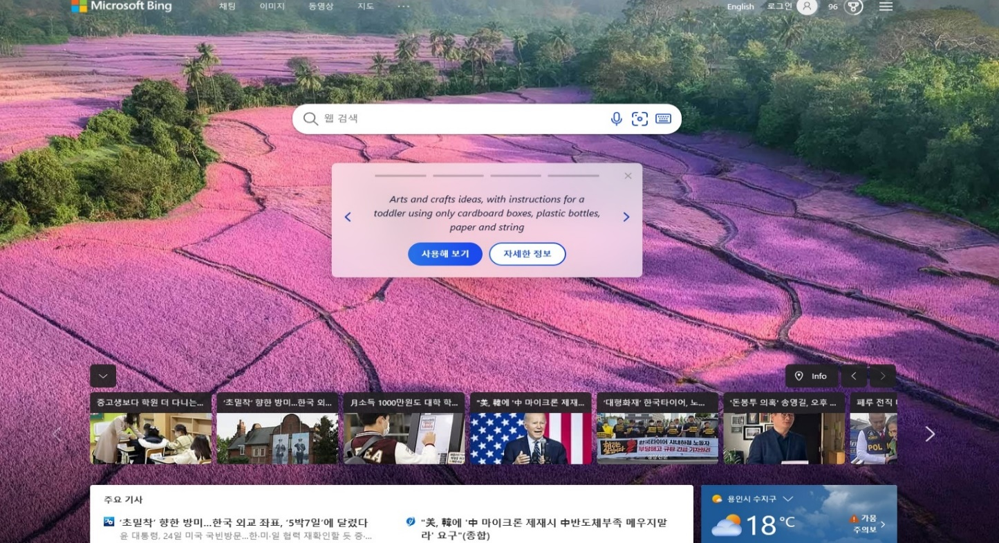 Microsoft Bing
채팅
이미지
동영상
지도
...
English
로그인
96
웹 검색
Arts and crafts ideas, with instructions for a
toddler using only cardboard boxes, plastic bottles,
paper and string
사용해 보기
자세한 정보
Info
중고생보다 학원 더 다니는...
'초밀착' 향한 방미...한국 외...
月소득 1000만원도 대학 학...
"美, 韓에 '中 마이크론 제재...
'대형화재' 한국타이어, 노...
'돈봉투 의혹' 송영길, 오후 ...
페루 전직
한국타이어 사내하청 노동자
부당해고 규탄 긴급 기자회견
POL
주요 기사
'초밀착' 향한 방미...한국 외교 좌표, '5박7일'에 달렸다
윤 대통령, 24일 미국 국빈방문...한·미·일 협력 재확인할 듯 중·...
"美, 韓에 '中 마이크론 제재시 中반도체부족 메우지말
라' 요구"(종합)
용인시 수지구
18°C
가뭄
주의보